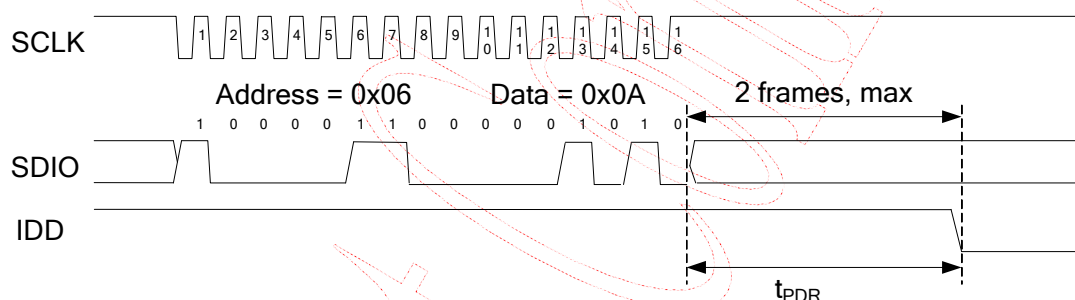 SCLK
1 2 3 4 5 6 7 8 9 10 11 12 13 14 15 16
Address = 0x06 Data = 0x0A 2 frames, max
1 0 0 0 0 1 1 0 0 0 0 0 1 0 1 0
SDIO
IDD
tPDR